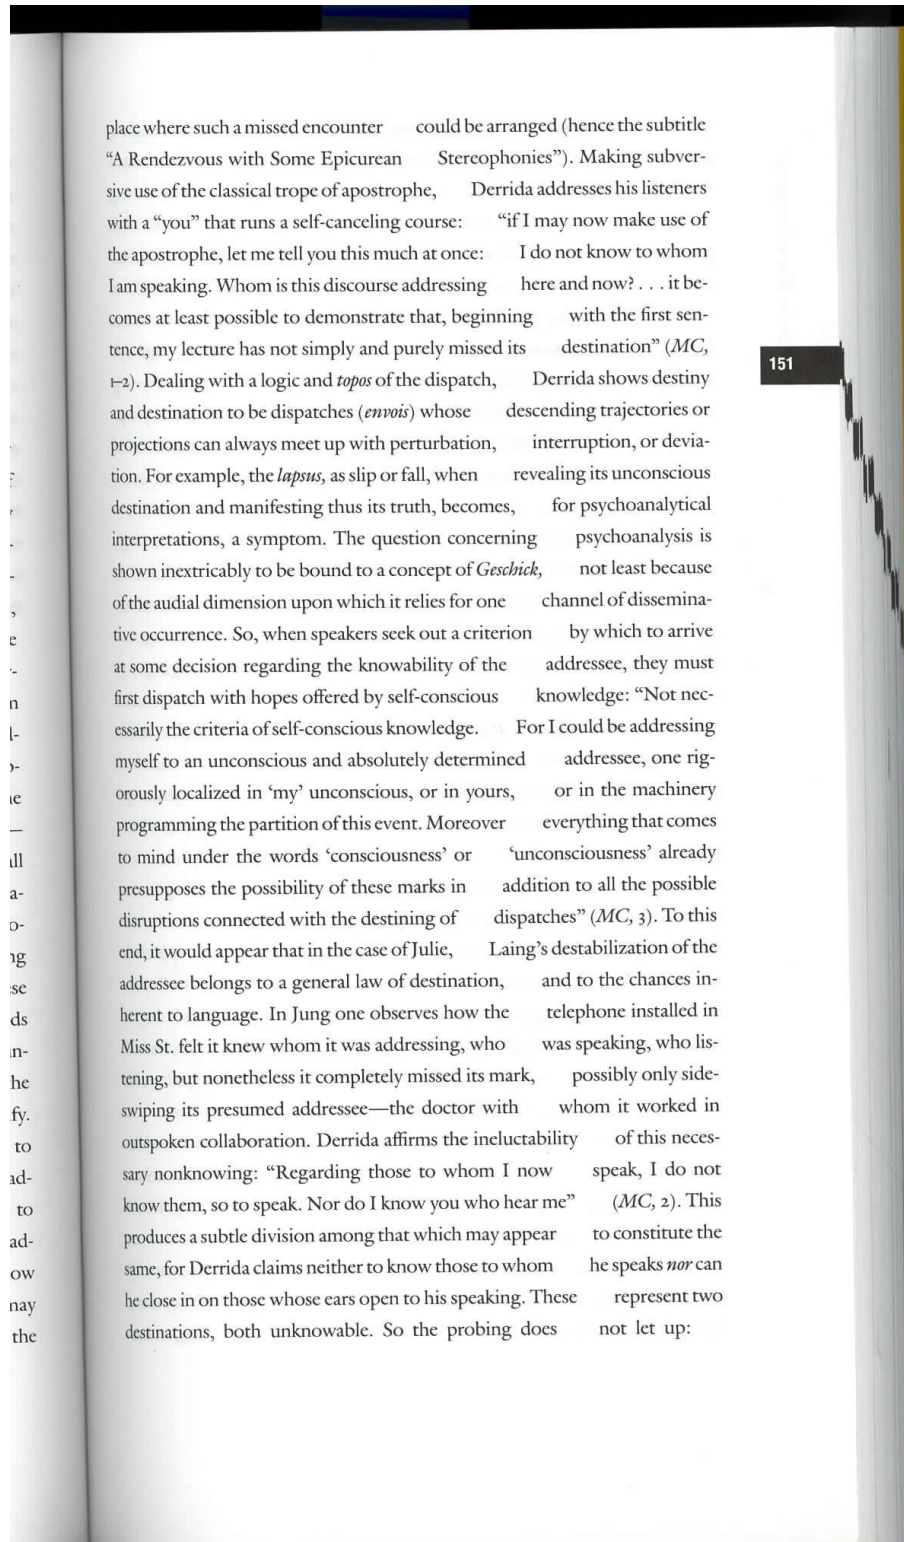 place where such a missed encounter could be arranged (hence the subtitle
“A Rendezvous with Some Epicurean Stereophonies”). Making subver-
sive use of the classical trope of apostrophe, Derrida addresses his listeners
with a “you” that runs a self-canceling course: “if I may now make use of
the apostrophe, let me tell you this much at once: I do not know to whom
I am speaking. Whom is this discourse addressing here and now? . . . it be-
comes at least possible to demonstrate that, beginning with the first sen-
tence, my lecture has not simply and purely missed its destination” (MC,
1–2). Dealing with a logic and topos of the dispatch, Derrida shows destiny
and destination to be dispatches (envois) whose descending trajectories or
projections can always meet up with perturbation, interruption, or devia-
tion. For example, the lapsus, as slip or fall, when revealing its unconscious
destination and manifesting thus its truth, becomes, for psychoanalytical
interpretations, a symptom. The question concerning psychoanalysis is
shown inextricably to be bound to a concept of Geschick, not least because
of the audial dimension upon which it relies for one channel of dissemina-
tive occurrence. So, when speakers seek out a criterion by which to arrive
at some decision regarding the knowability of the addressee, they must
first dispatch with hopes offered by self-conscious knowledge: “Not nec-
essarily the criteria of self-conscious knowledge. For I could be addressing
myself to an unconscious and absolutely determined addressee, one rig-
orously localized in ‘my’ unconscious, or in yours, or in the machinery
programming the partition of this event. Moreover everything that comes
to mind under the words ‘consciousness’ or ‘unconsciousness’ already
presupposes the possibility of these marks in addition to all the possible
disruptions connected with the destining of dispatches” (MC, 3). To this
end, it would appear that in the case of Julie, Laing’s destabilization of the
addressee belongs to a general law of destination, and to the chances in-
herent to language. In Jung one observes how the telephone installed in
Miss St. felt it knew whom it was addressing, who was speaking, who lis-
tening, but nonetheless it completely missed its mark, possibly only side-
swiping its presumed addressee—the doctor with whom it worked in
outspoken collaboration. Derrida affirms the ineluctability of this neces-
sary nonknowing: “Regarding those to whom I now speak, I do not
know them, so to speak. Nor do I know you who hear me” (MC, 2). This
produces a subtle division among that which may appear to constitute the
same, for Derrida claims neither to know those to whom he speaks nor can
he close in on those whose ears open to his speaking. These represent two
destinations, both unknowable. So the probing does not let up:
151